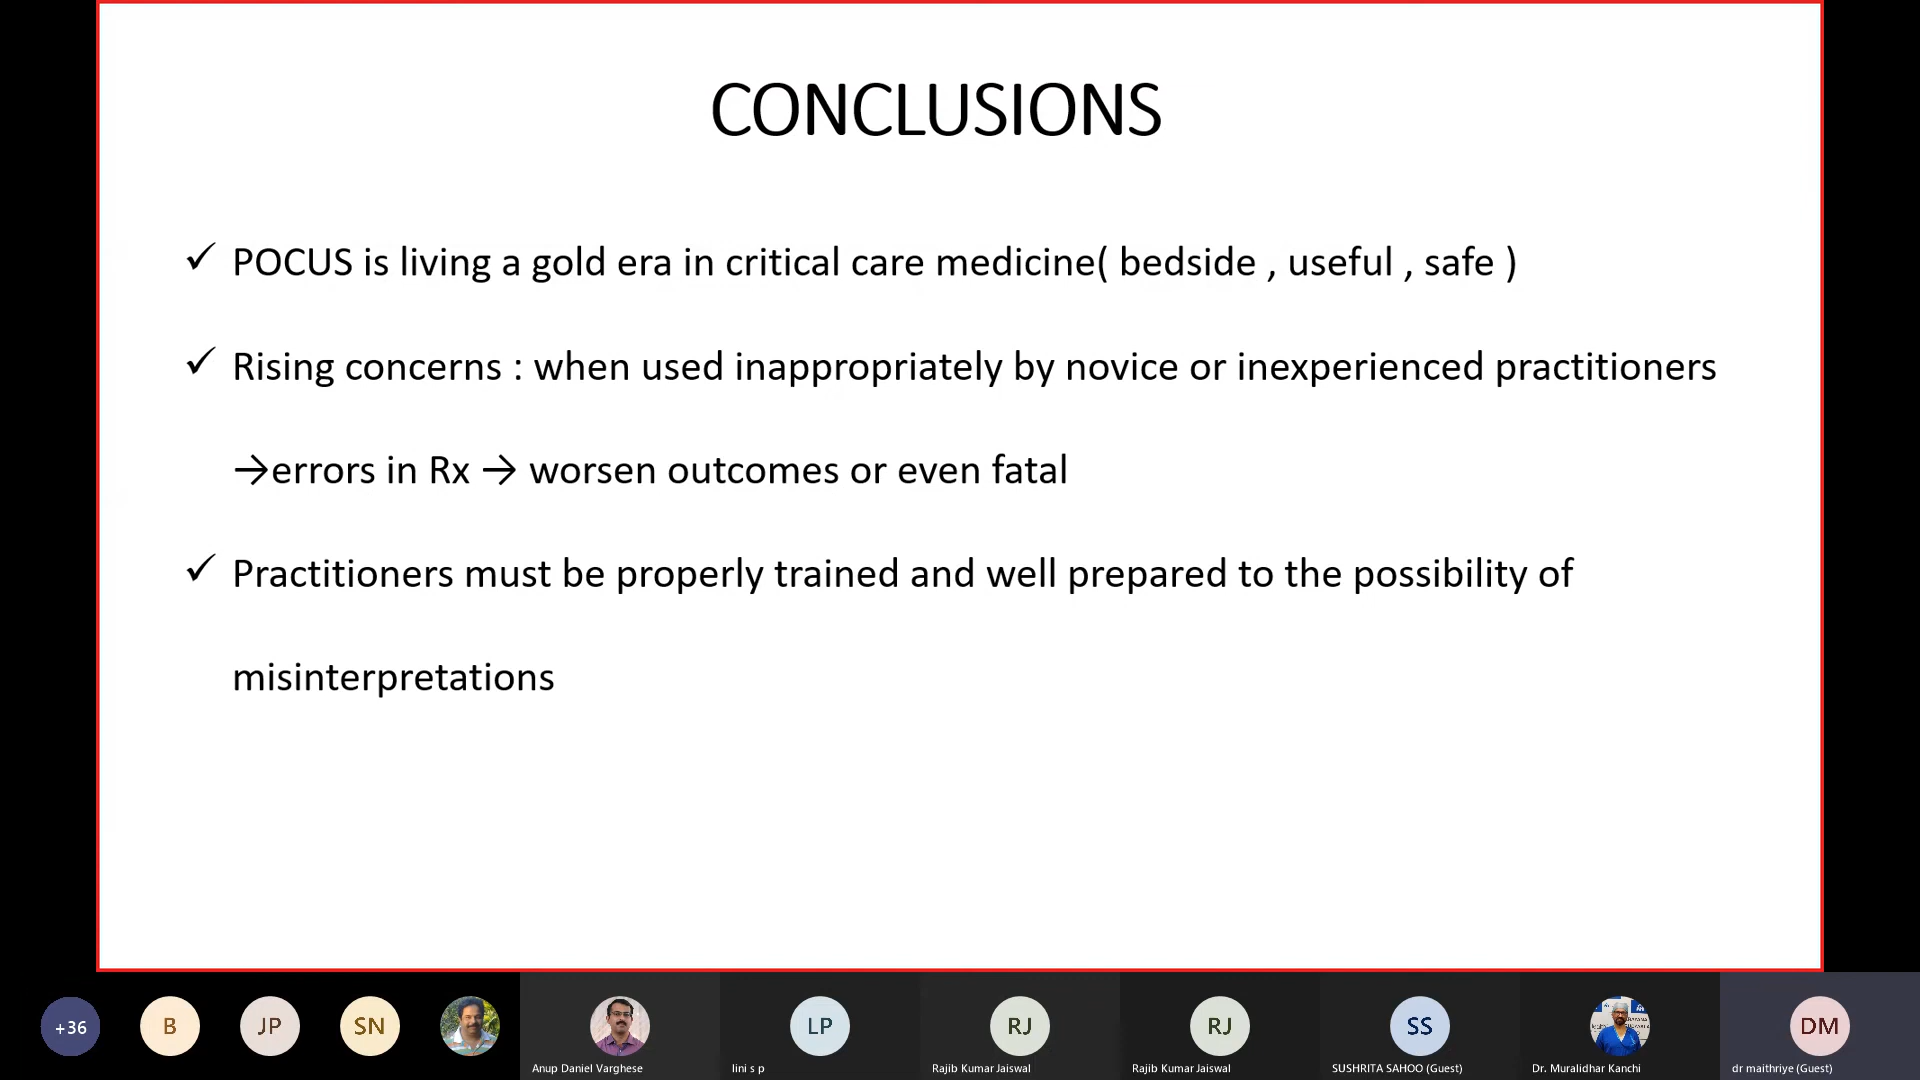 CONCLUSIONS
✓ POCUS is living a gold era in critical care medicine( bedside , useful , safe )
✓ Rising concerns : when used inappropriately by novice or inexperienced practitioners
→errors in Rx → worsen outcomes or even fatal
✓ Practitioners must be properly trained and well prepared to the possibility of
misinterpretations
+36
B
JP
SN
LP
RJ
RJ
SS
DM
Anup Daniel Varghese
lini s p
Rajib Kumar Jaiswal
Rajib Kumar Jaiswal
SUSHRITA SAHOO (Guest)
Dr. Muralidhar Kanchi
dr maithriye (Guest)